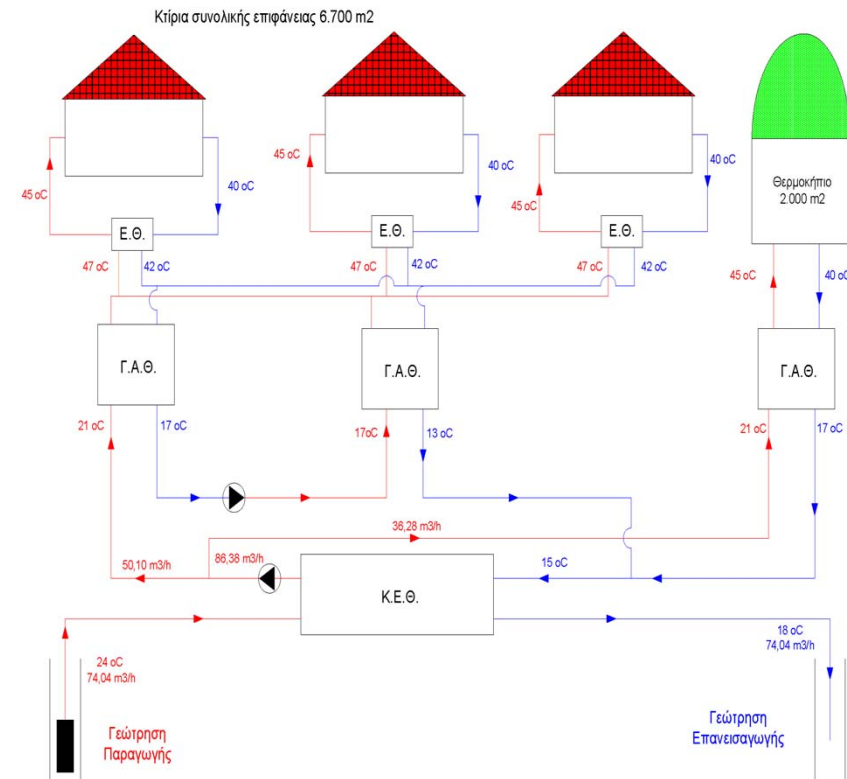 Κτίρια συνολικής επιφάνειας 6.700 m2
45 oC
40 oC
45 oC
40 oC
45 oC
40 oC
Θερμοκήπιο
2.000 m2
Ε.Θ.
Ε.Θ.
Ε.Θ.
47 oC
42 oC
47 oC
42 oC
47 oC
42 oC
45 oC
40 oC
Γ.Α.Θ.
Γ.Α.Θ.
Γ.Α.Θ.
21 oC
17 oC
17oC
13 oC
21 oC
17 oC
36,28 m3/h
50,10 m3/h
86,38 m3/h
15 oC
Κ.Ε.Θ.
18 oC
74,04 m3/h
24 oC
74,04 m3/h
Γεώτρηση
Παραγωγής
Γεώτρηση
Επανεισαγωγής